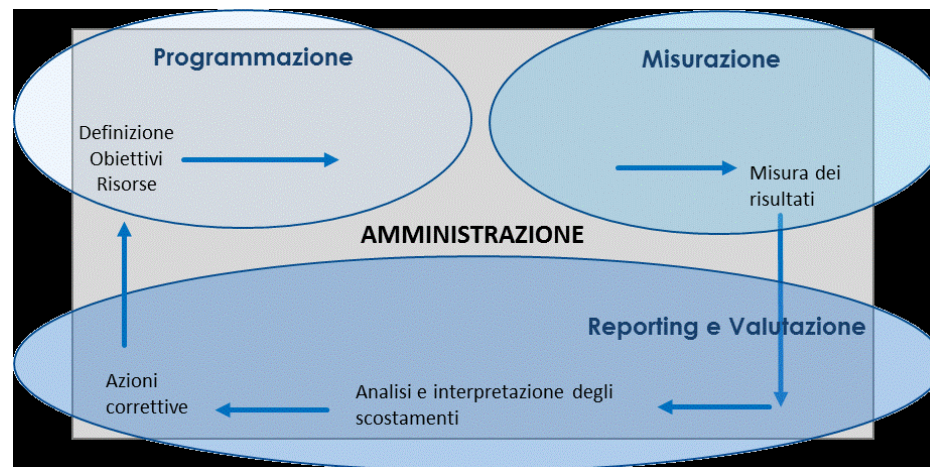 Programmazione
Misurazione
Definizione
Obiettivi
Risorse
Misura dei
risultati
AMMINISTRAZIONE
Reporting e Valutazione
Azioni
correttive
Analisi e interpretazione degli
scostamenti